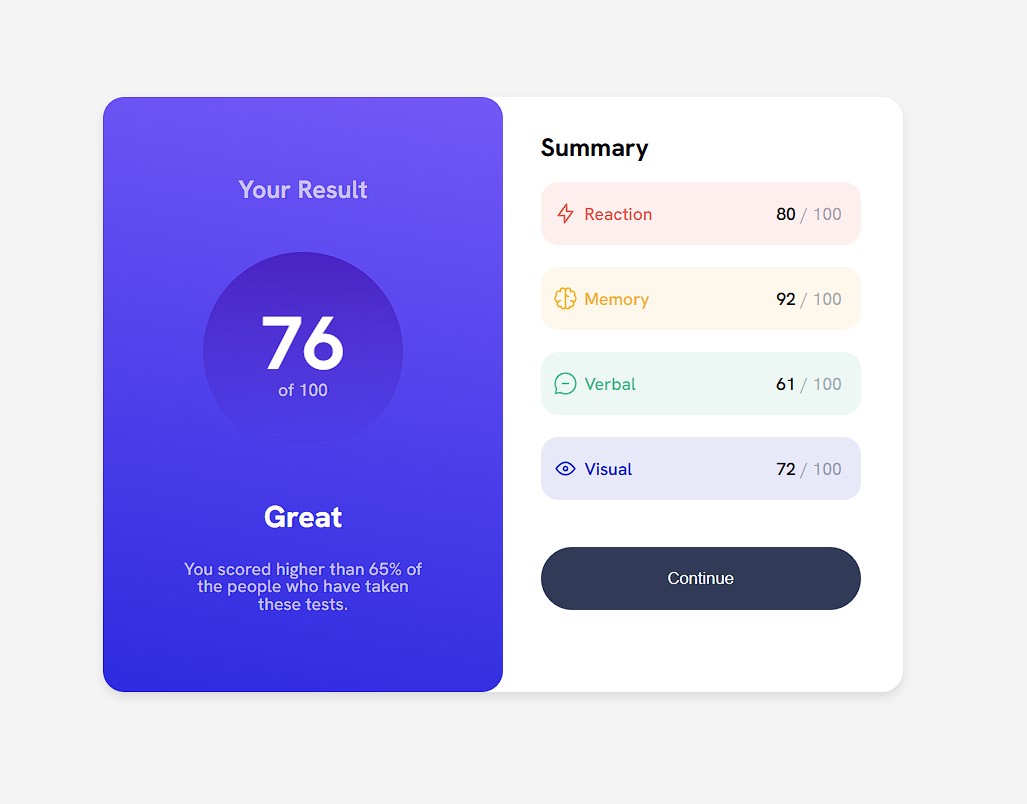 Your Result
76
of 100
Great
You scored higher than 65% of
the people who have taken
these tests.
Summary
Reaction 80 / 100
Memory 92 / 100
Verbal 61 / 100
Visual 72 / 100
Continue